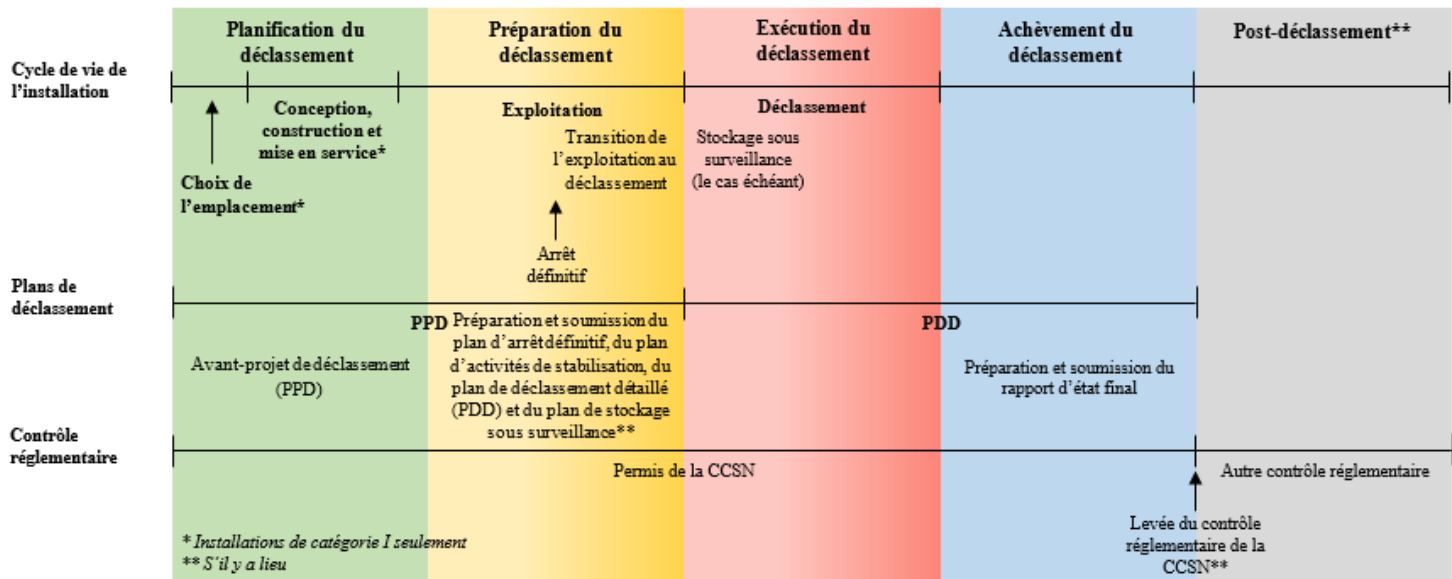 Planification du
déclassement
Préparation du
déclassement
Exécution du
déclassement
Achèvement du
déclassement
Post-déclassement**
Cycle de vie de
l'installation
Conception,
construction et
mise en service*
Choix de
l'emplacement*
Exploitation
Transition de
l'exploitation au
déclassement
Arrêt
définitif
Déclassement
Stockage sous
surveillance
(le cas échéant)
Plans de
déclassement
PPD
PDD
Avant-projet de déclassement
(PPD)
Préparation et soumission du
plan d'arrêt définitif, du plan
d'activités de stabilisation, du
plan de déclassement détaillé
(PDD) et du plan de stockage
sous surveillance**
Préparation et soumission du
rapport d'état final
Contrôle
réglementaire
Permis de la CCSN
Autre contrôle réglementaire
Levée du contrôle
réglementaire de la
CCSN**
* Installations de catégorie I seulement
** S'il y a lieu